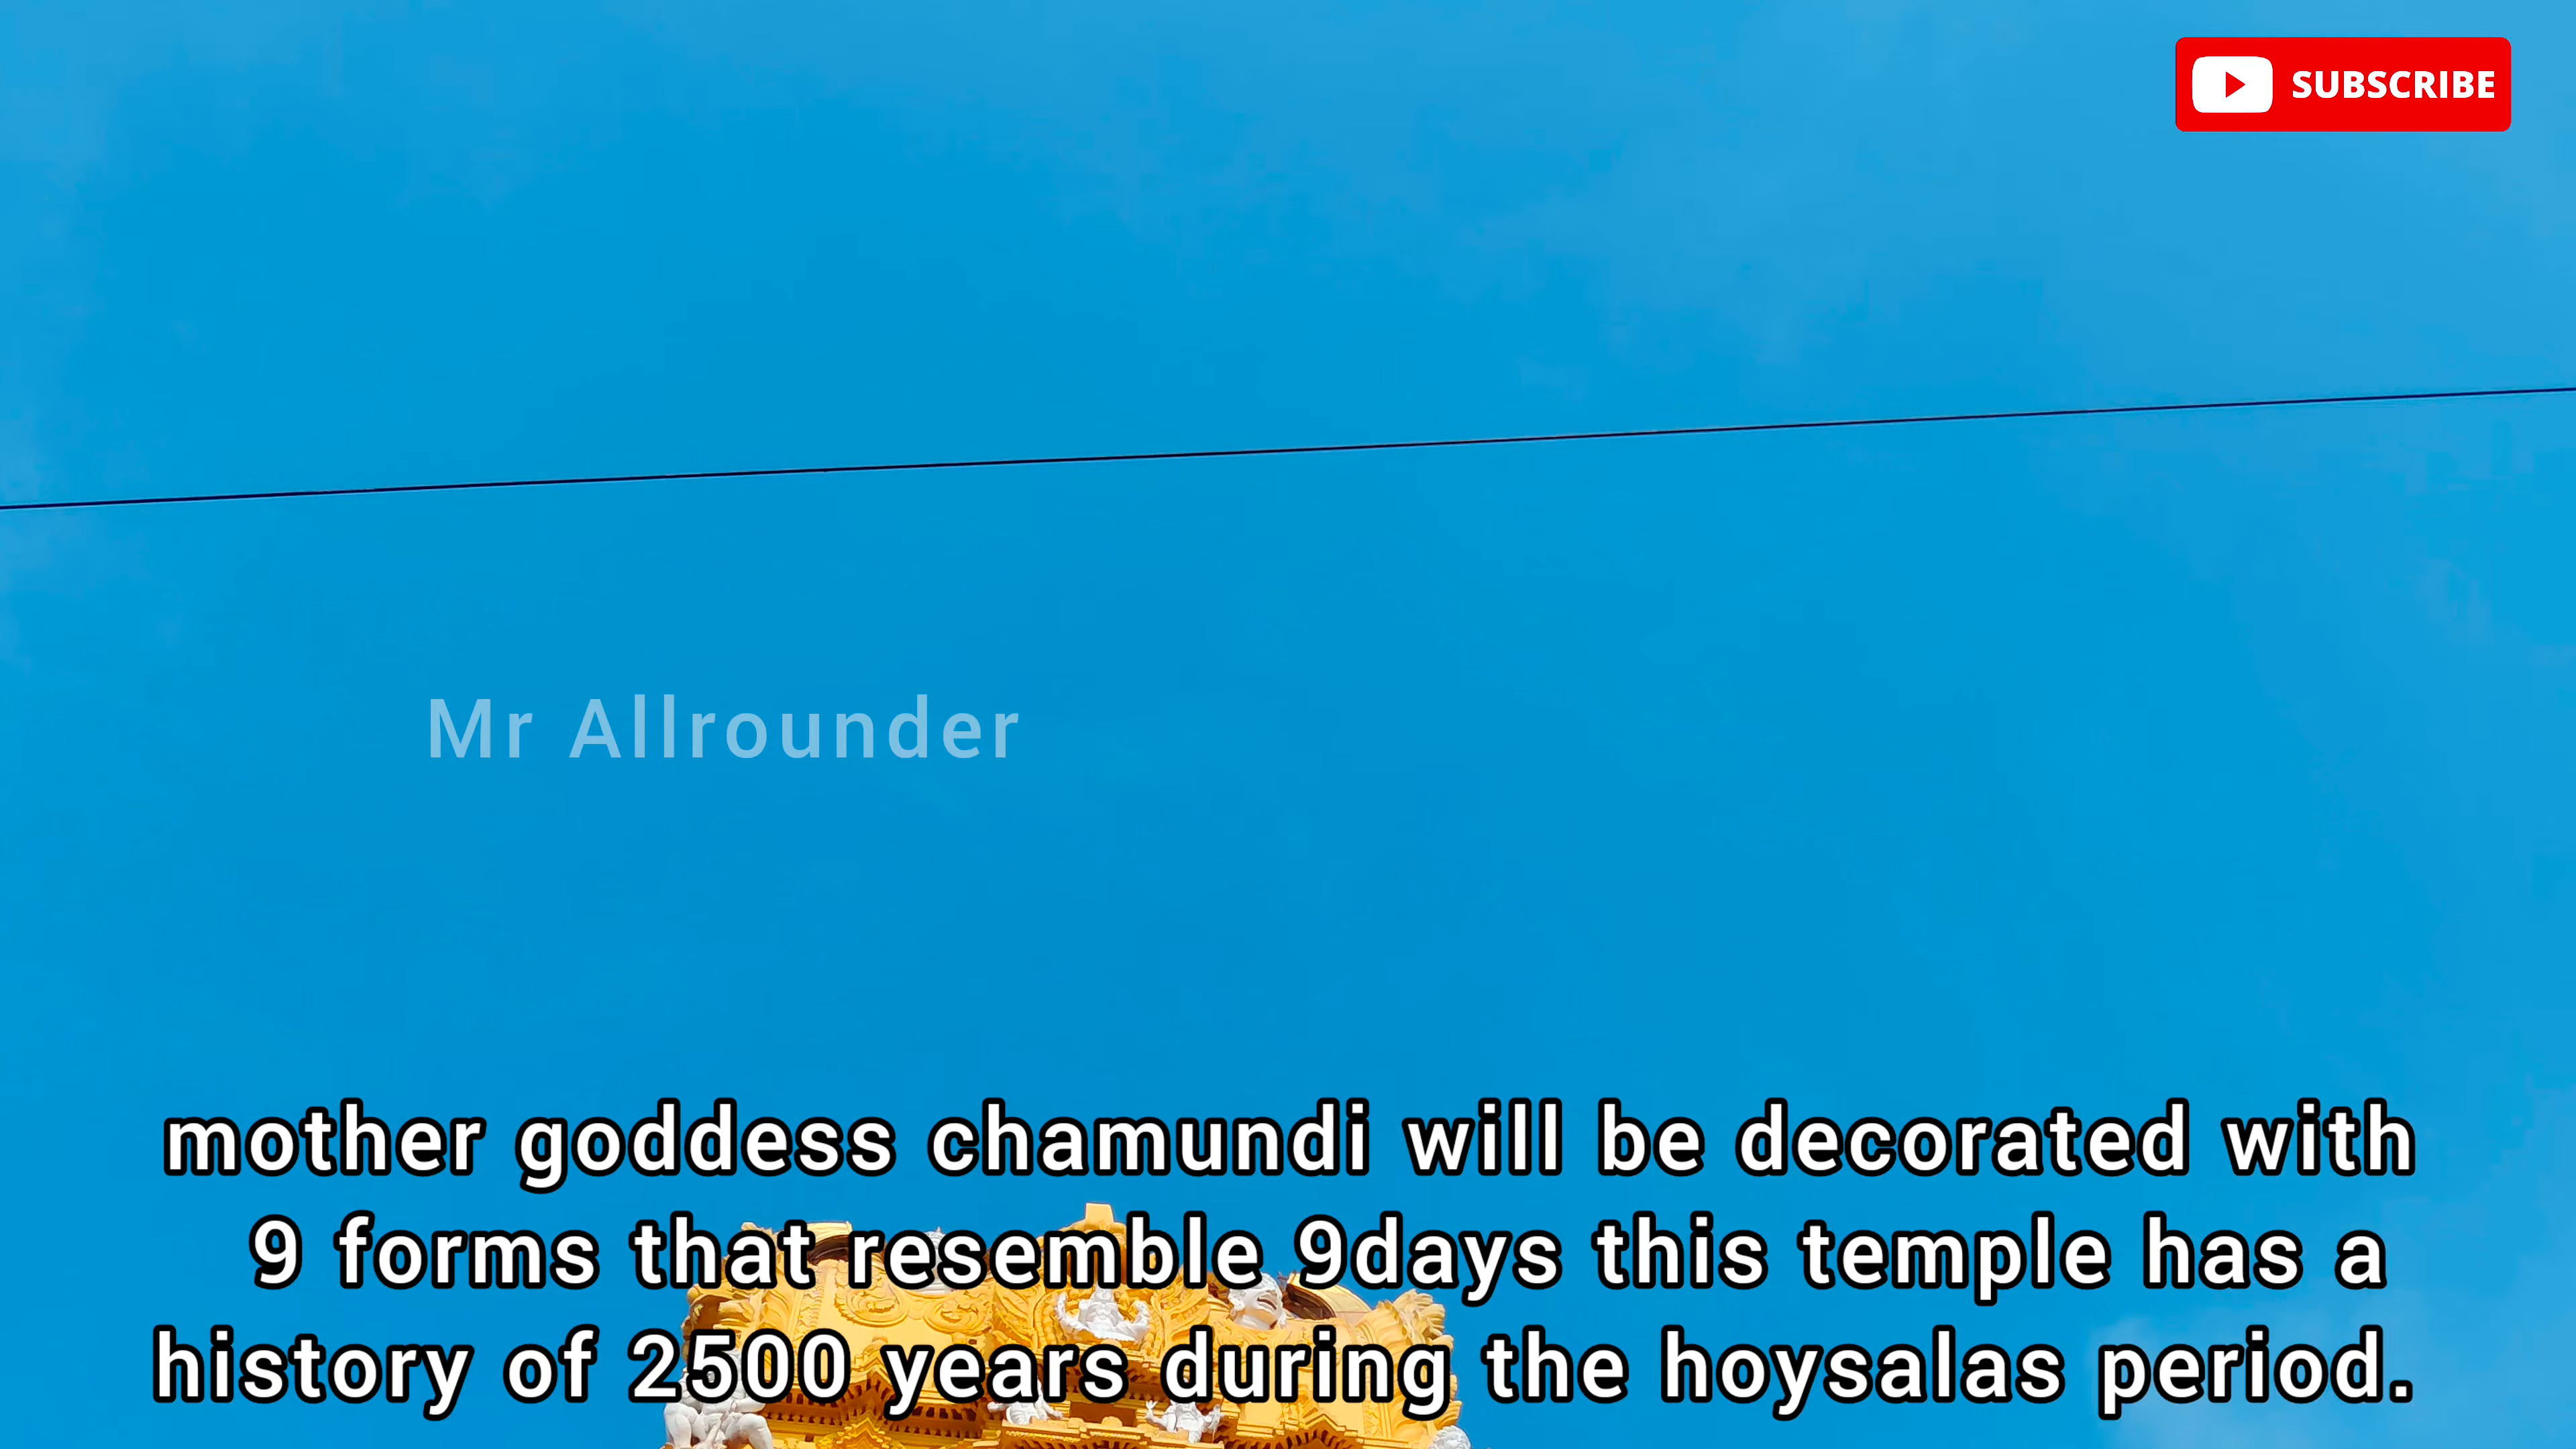 SUBSCRIBE
Mr Allrounder
mother goddess chamundi will be decorated with
9 forms that resemble 9days this temple has a
history of 2500 years during the hoysalas period.